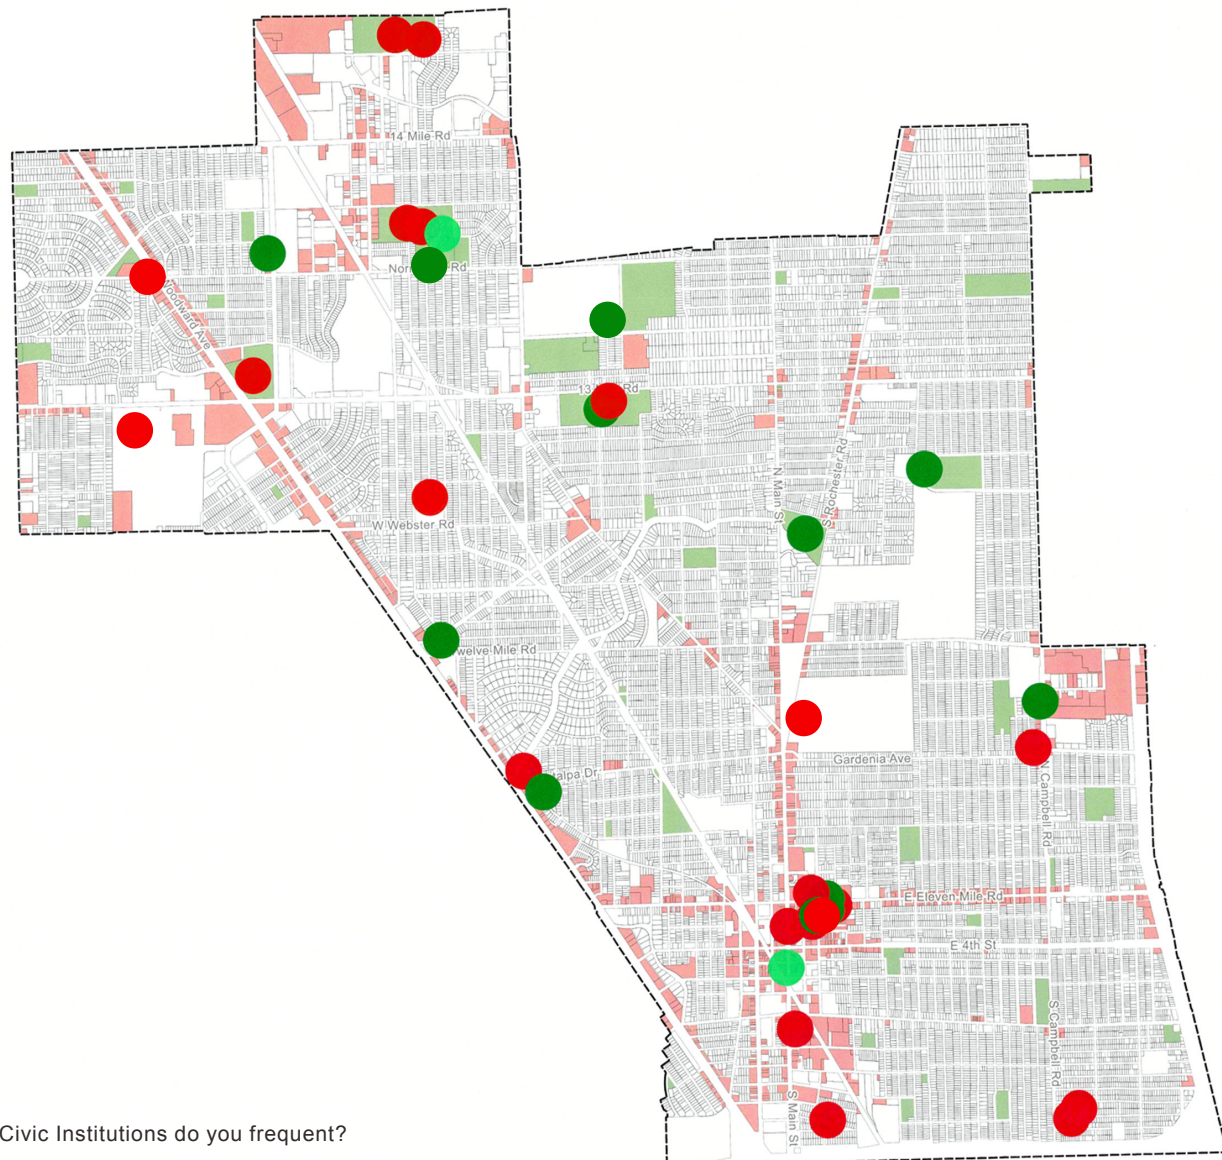 14 Mile Rd
Woodward Ave
Rd
13
Rd
N Main St
S Rochester Rd
W Webster Rd
welve Mile Rd
Gardenia Ave
alpa Dr
N Campbell Rd
E Eleven Mile Rd
E 4th St
S Campbell Rd
S Main St
Civic Institutions do you frequent?